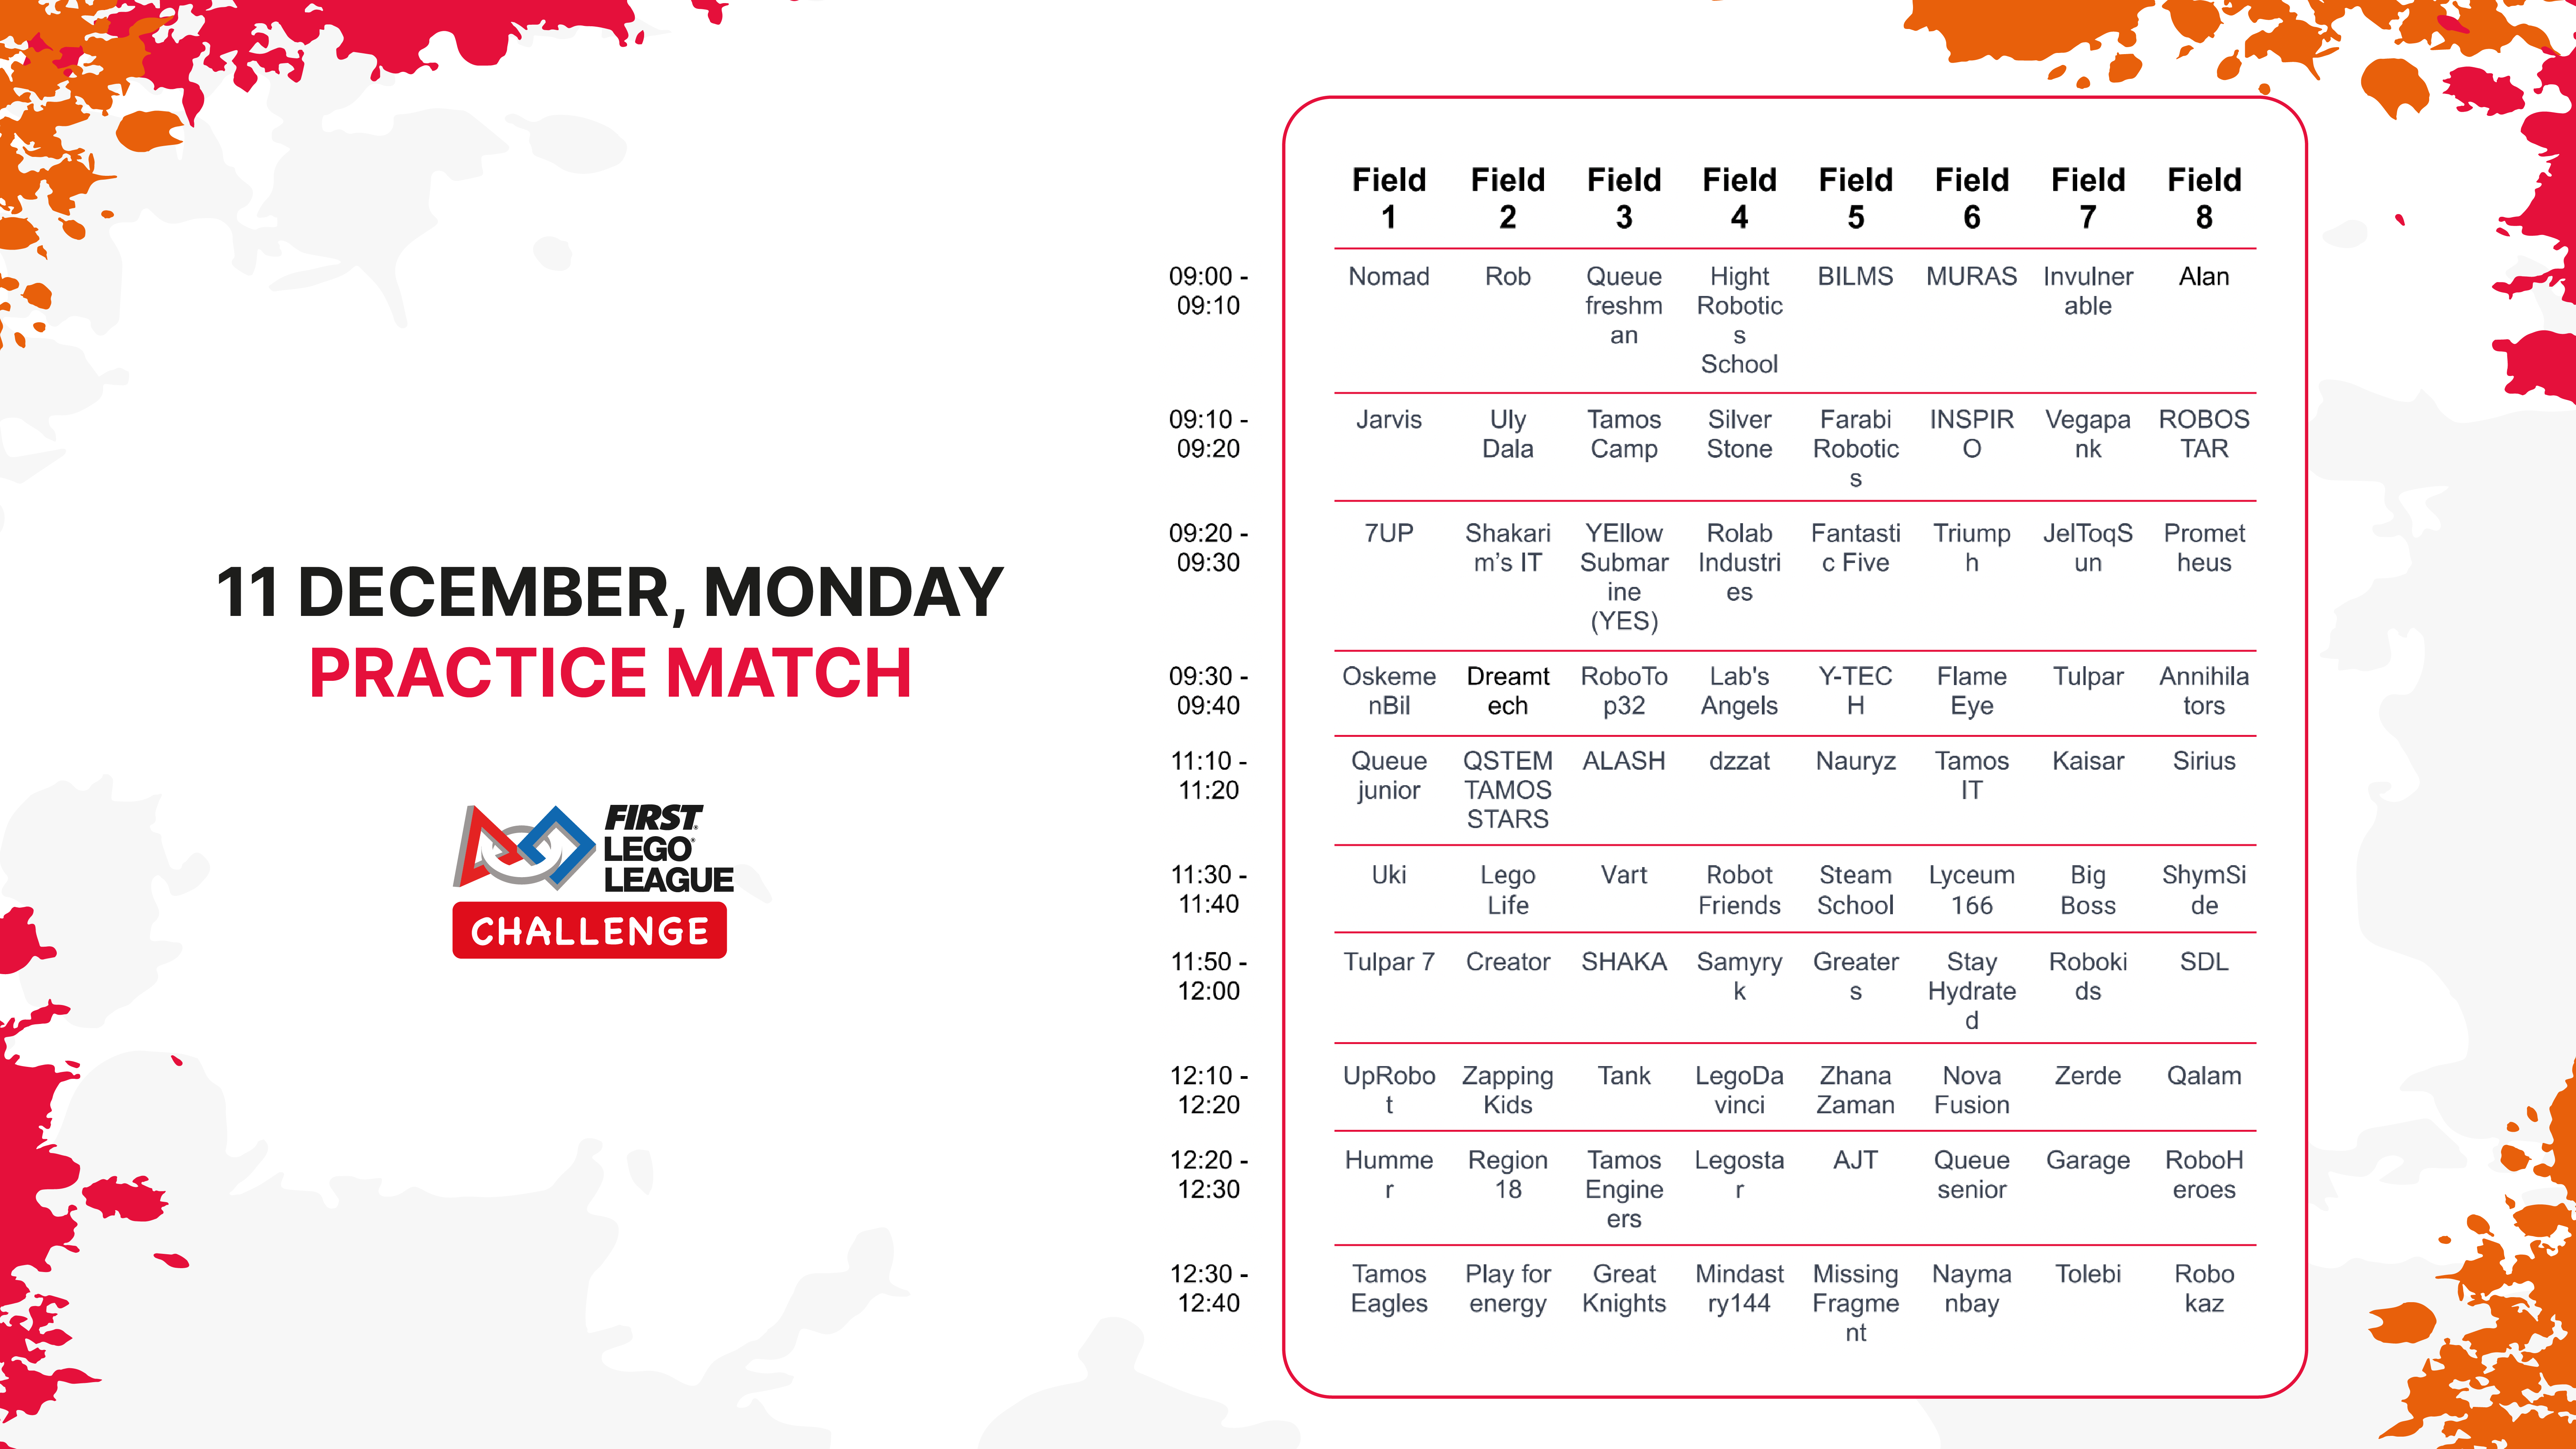 11 DECEMBER, MONDAY
PRACTICE MATCH
FIRST
LEGO
LEAGUE
CHALLENGE
Field 1 Field 2 Field 3 Field 4 Field 5 Field 6 Field 7 Field 8
09:00 - 09:10 Nomad Rob Queue freshman Hight Robotics School BILMS MURAS Invulnerable Alan
09:10 - 09:20 Jarvis Uly Dala Tamos Camp Silver Stone Farabi Robotics INSPIRO Vegapank ROBOSTAR
09:20 - 09:30 7UP Shakarim’s IT YEllow Submarine (YES) Rolab Industries Fantastic Five Triumph JelToqSun Prometheus
09:30 - 09:40 OskemenBil Dreamtech RoboTop32 Lab's Angels Y-TECH Flame Eye Tulpar Annihilators
11:10 - 11:20 Queue junior QSTEM TAMOS STARS ALASH dzzat Nauryz Tamos IT Kaisar Sirius
11:30 - 11:40 Uki Lego Life Vart Robot Friends Steam School Lyceum 166 Big Boss ShymSide
11:50 - 12:00 Tulpar 7 Creator SHAKA Samyryk Greaters Stay Hydrated Robokids SDL
12:10 - 12:20 UpRobot Zapping Kids Tank LegoDavinci Zhana Zaman Nova Fusion Zerde Qalam
12:20 - 12:30 Hummer Region 18 Tamos Engineers Legostar AJT Queue senior Garage RoboHeroes
12:30 - 12:40 Tamos Eagles Play for energy Great Knights Mindastry144 Missing Fragment Naymanbay Tolebi Robo kaz